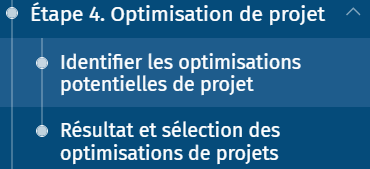 Étape 4. Optimisation de projet
Identifier les optimisations
potentielles de projet
Résultat et sélection des
optimisations de projets